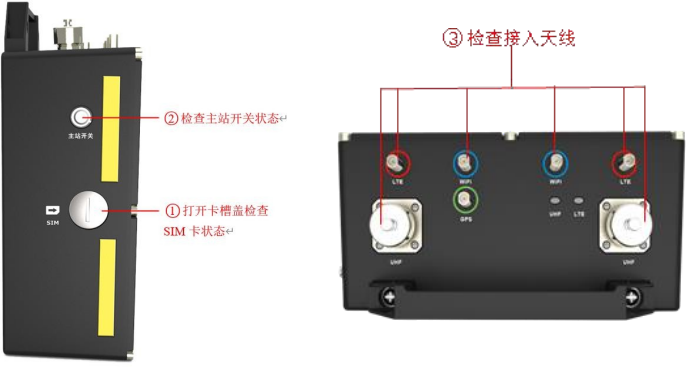 ③检查接入天线
②检查主站开关状态↵
主站开关
①打开卡槽盖检查
SIM 卡状态↵
SIM
LTE
WiFi
WiFi
LTE
GPS
UHF
LTE
UHF
UHF